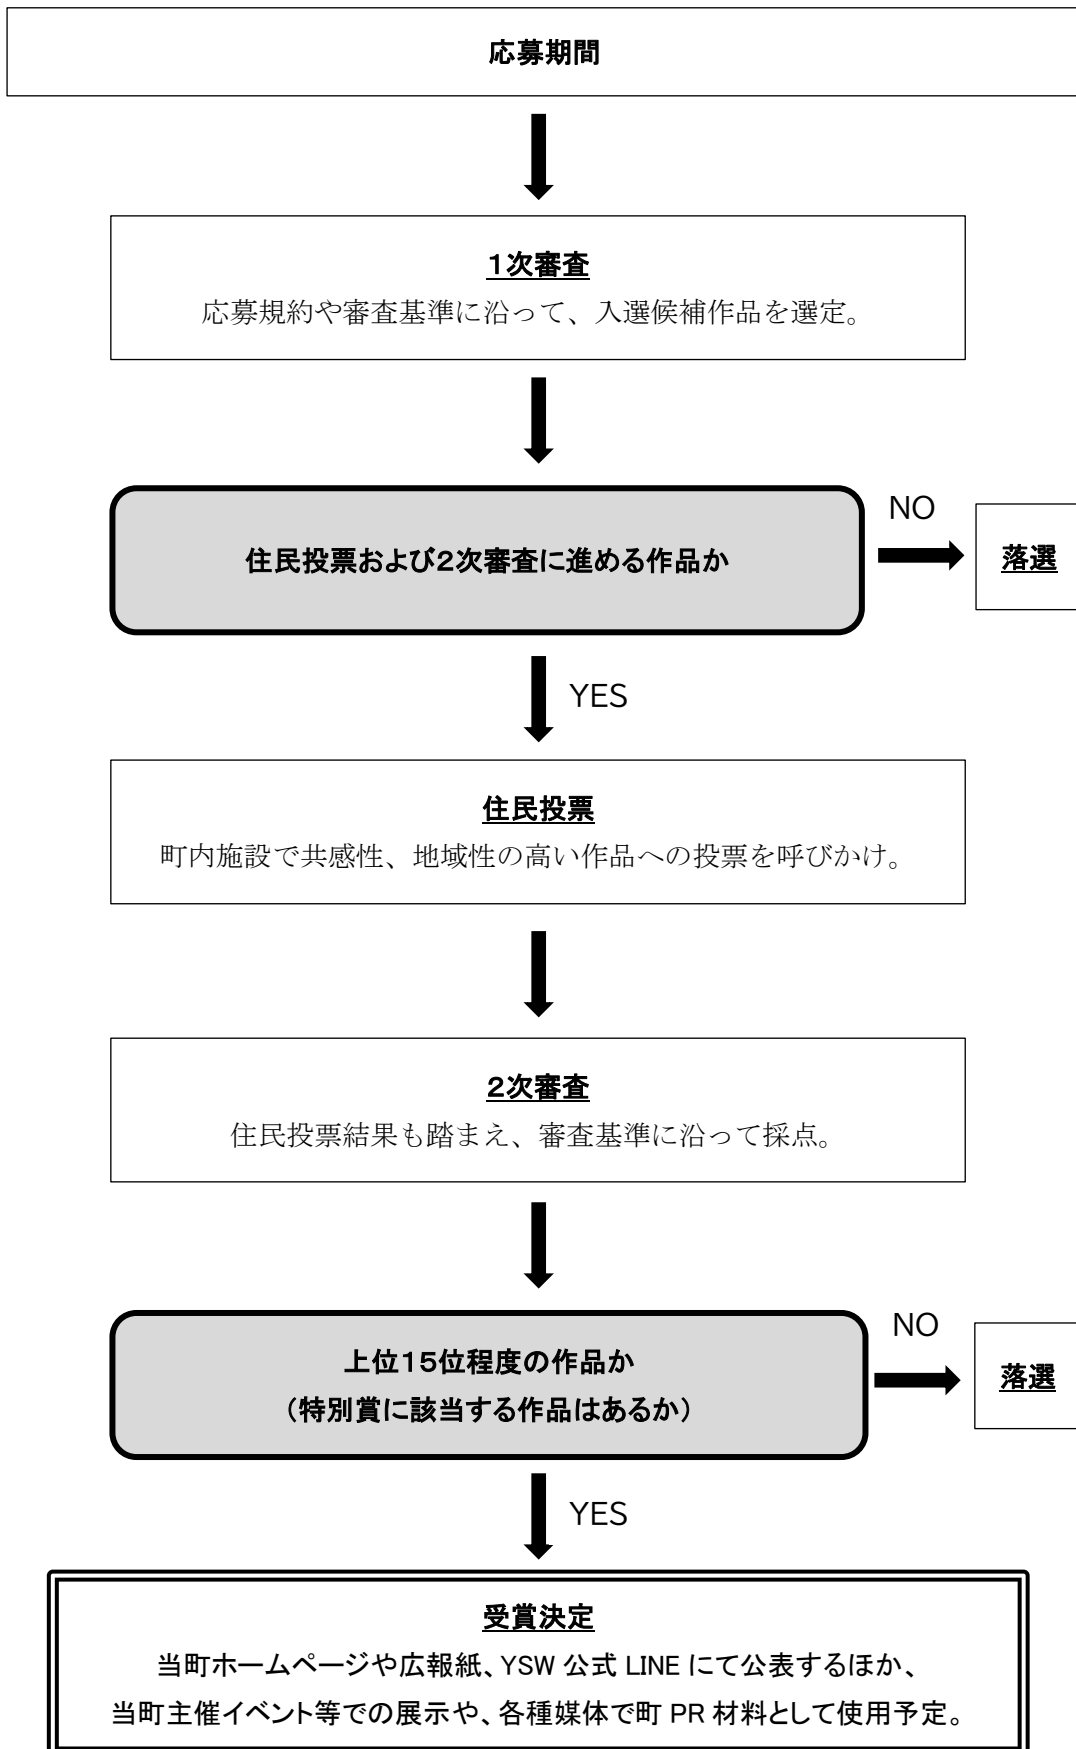 応募期間
1次審査
応募規約や審査基準に沿って、入選候補作品を選定。
住民投票および2次審査に進める作品か
NO
落選
YES
住民投票
町内施設で共感性、地域性の高い作品への投票を呼びかけ。
2次審査
住民投票結果も踏まえ、審査基準に沿って採点。
上位15位程度の作品か
(特別賞に該当する作品はあるか)
NO
落選
YES
受賞決定
当町ホームページや広報紙、YSW 公式 LINE にて公表するほか、
当町主催イベント等での展示や、各種媒体で町 PR 材料として使用予定。